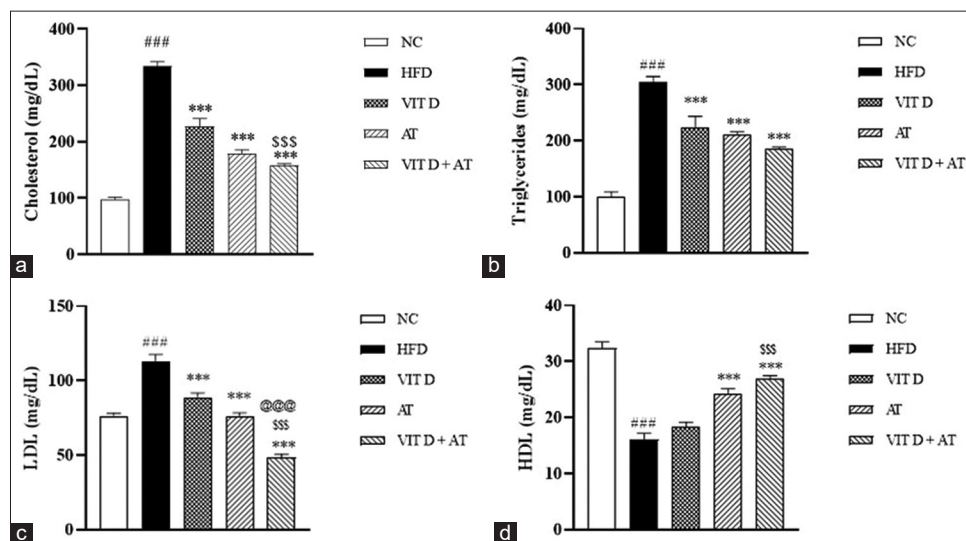 400
300
200
100
0
Cholesterol (mg/dL)
###
***
***
$$$
***
NC
HFD
VIT D
AT
VIT D + AT
a
400
300
200
100
0
Triglycerides (mg/dL)
###
***
***
***
NC
HFD
VIT D
AT
VIT D + AT
b
150
100
50
0
LDL (mg/dL)
###
***
***
@@@
$$$
***
NC
HFD
VIT D
AT
VIT D + AT
c
40
30
20
10
0
HDL (mg/dL)
###
***
$$$
***
NC
HFD
VIT D
AT
VIT D + AT
d